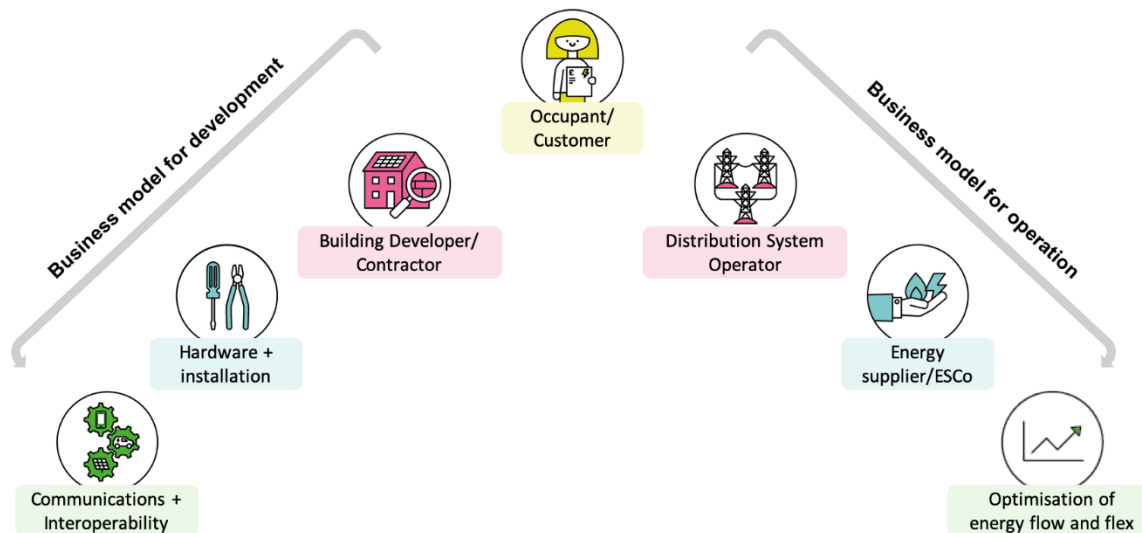 Business model for development
Business model for operation
£
Occupant/
Customer
Building Developer/
Contractor
Distribution System
Operator
Hardware +
installation
Energy
supplier/ESCo
Communications +
Interoperability
Optimisation of
energy flow and flex